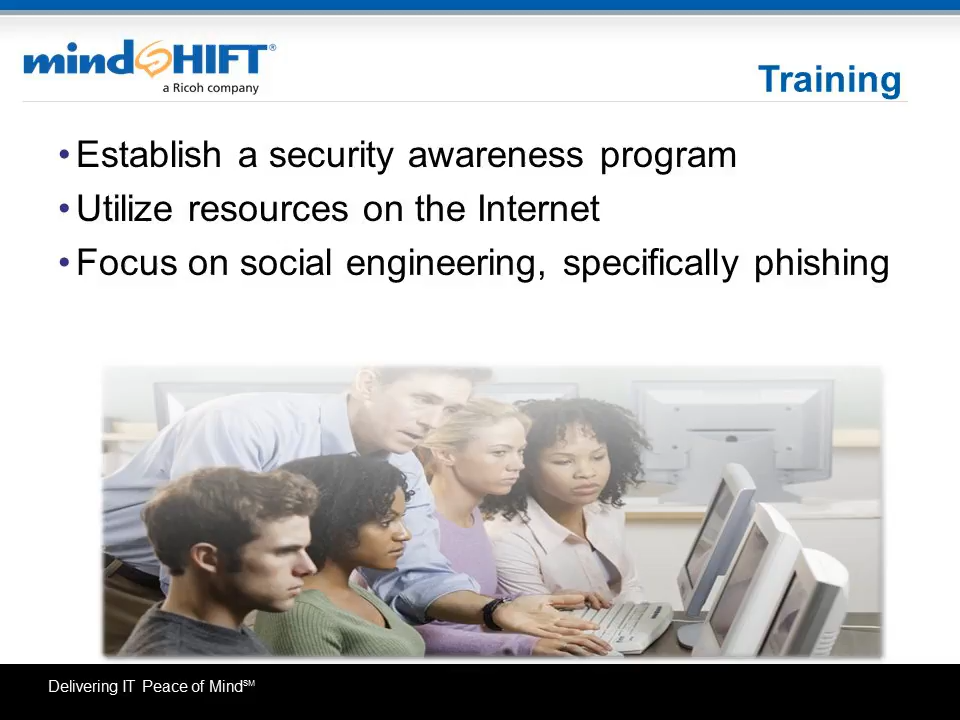 mindSHIFT®
a Ricoh company
Training
• Establish a security awareness program
• Utilize resources on the Internet
• Focus on social engineering, specifically phishing
Delivering IT Peace of Mind℠